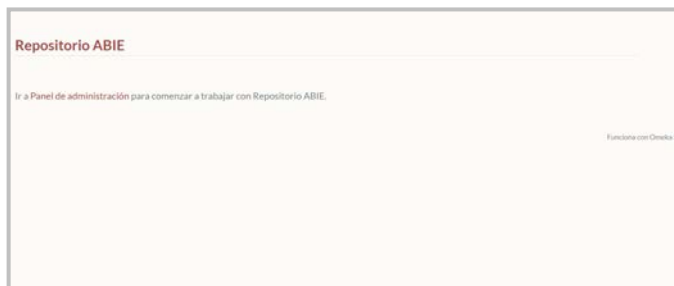 Repositorio ABIE
Ir a Panel de administración para comenzar a trabajar con Repositorio ABIE.
Funciona con Omeka